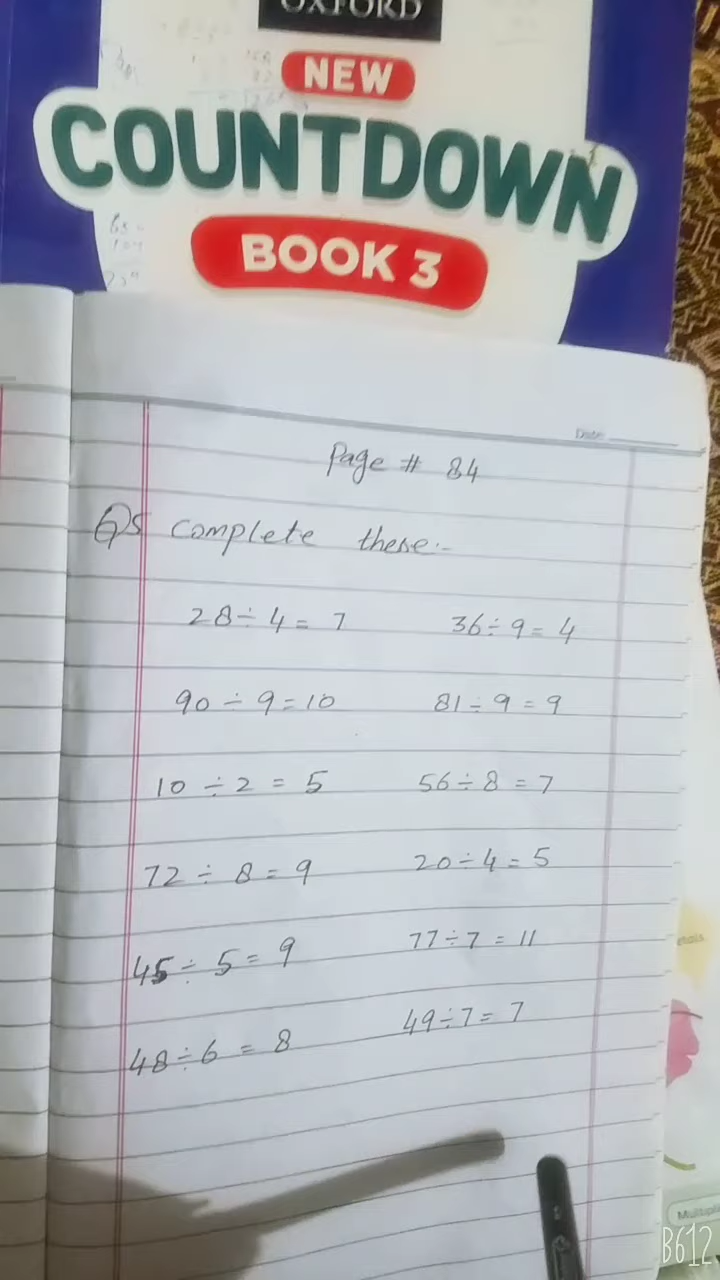 OXFORD
NEW
COUNTDOWN
BOOK 3
Date:
Page # 84
Q5 complete these:-
28÷4=7 36÷9=4
90÷9=10 81÷9=9
10÷2=5 56÷8=7
72÷8=9 20÷4=5
45÷5=9 77÷7=11
48÷6=8 49÷7=7
B612